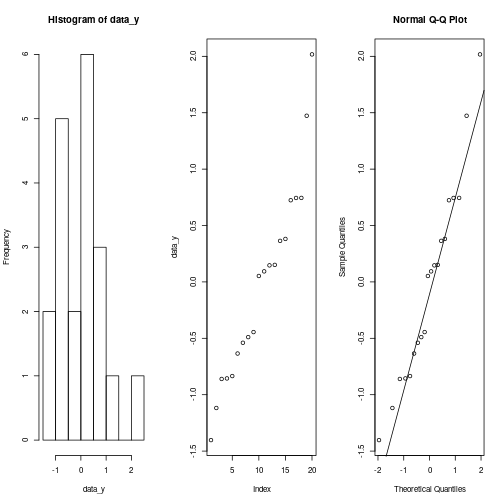 Histogram of data_y
Frequency
0 1 2 3 4 5 6
-1 0 1 2
data_y
data_y
-1.5 -1.0 -0.5 0.0 0.5 1.0 1.5 2.0
5 10 15 20
Index
Normal Q-Q Plot
Sample Quantiles
-1.5 -1.0 -0.5 0.0 0.5 1.0 1.5 2.0
-2 -1 0 1 2
Theoretical Quantiles